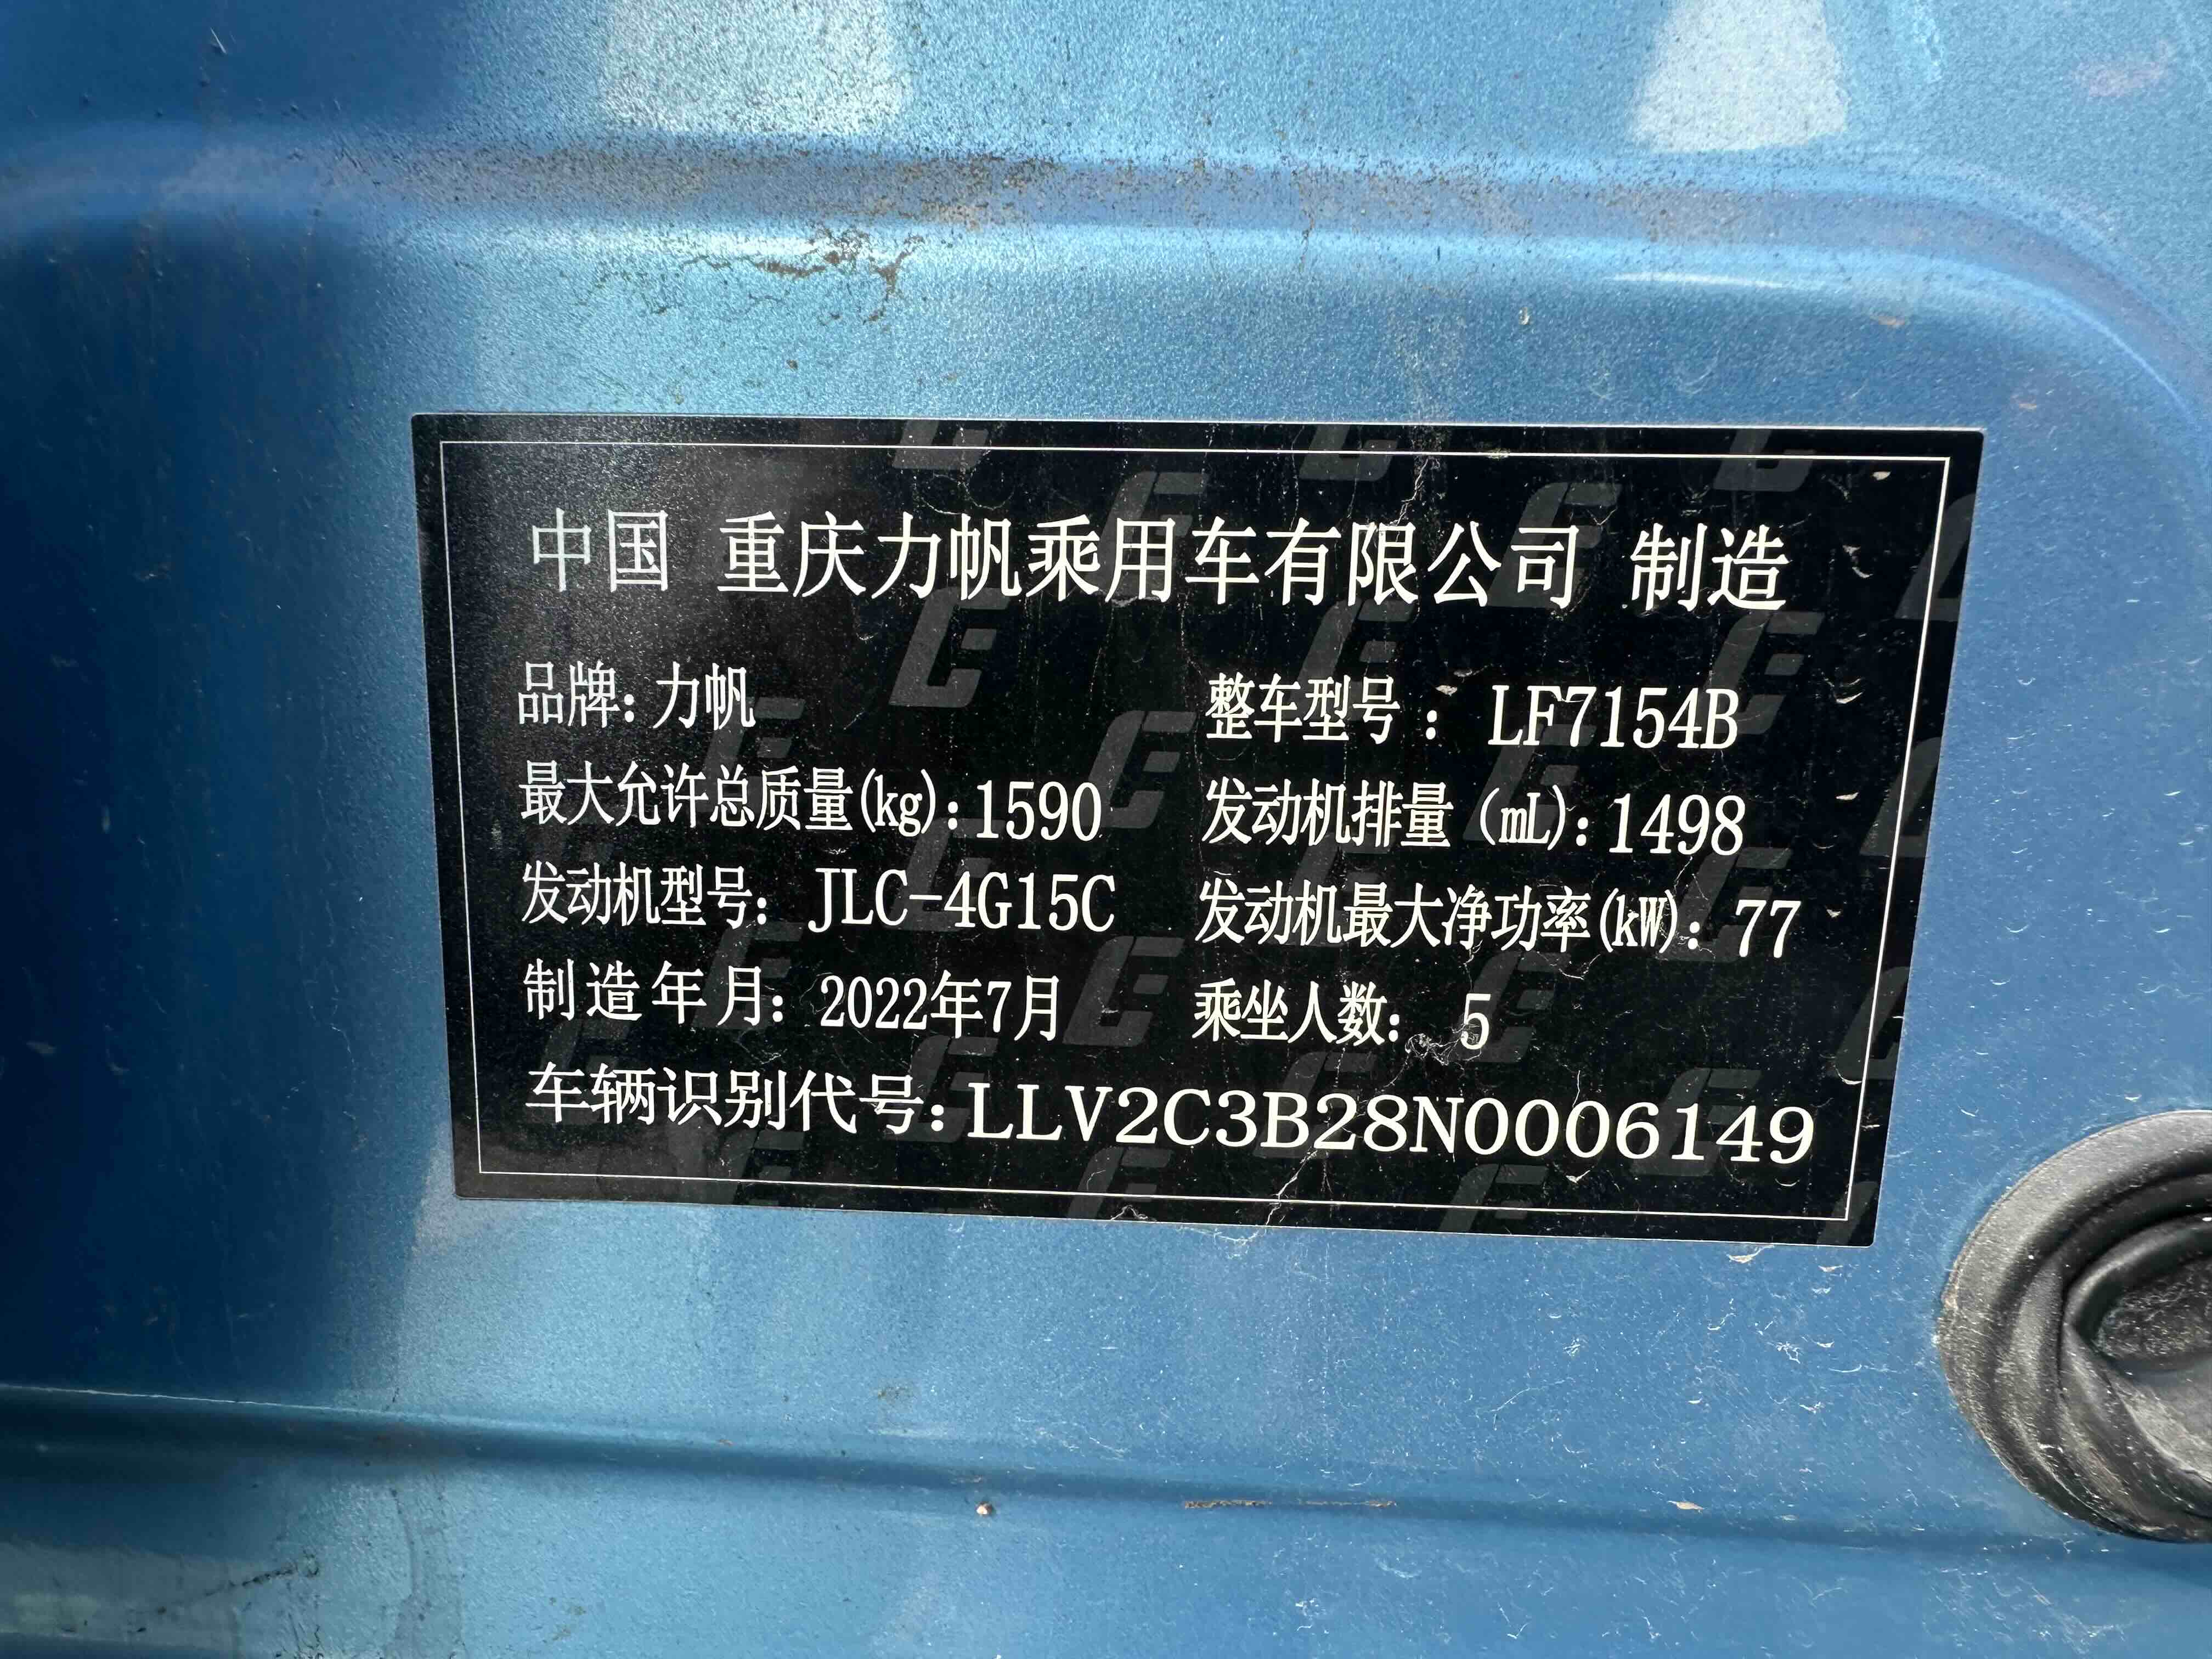 中国 重庆力帆乘用车有限公司 制造
品牌：力帆 整车型号：LF7154B
最大允许总质量(kg)：1590 发动机排量（mL)：1498
发动机型号：JLC-4G15C 发动机最大净功率(kW)：77
制造年月：2022年7月 乘坐人数：5
车辆识别代号：LLV2C3B28N0006149